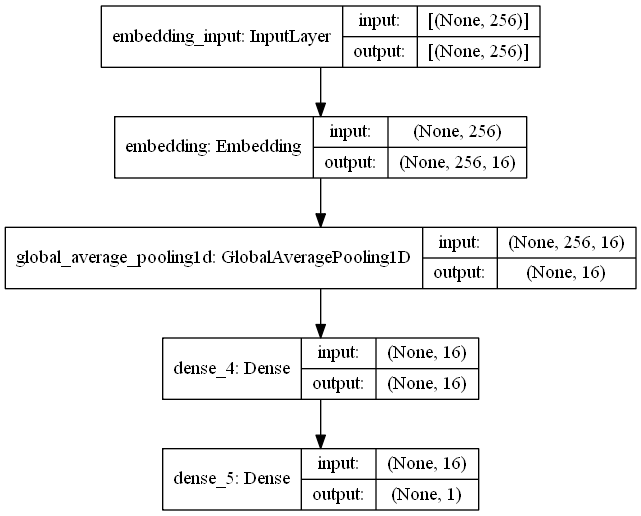 embedding_input: InputLayer
input: [(None, 256)]
output: [(None, 256)]
embedding: Embedding
input: (None, 256)
output: (None, 256, 16)
global_average_pooling1d: GlobalAveragePooling1D
input: (None, 256, 16)
output: (None, 16)
dense_4: Dense
input: (None, 16)
output: (None, 16)
dense_5: Dense
input: (None, 16)
output: (None, 1)